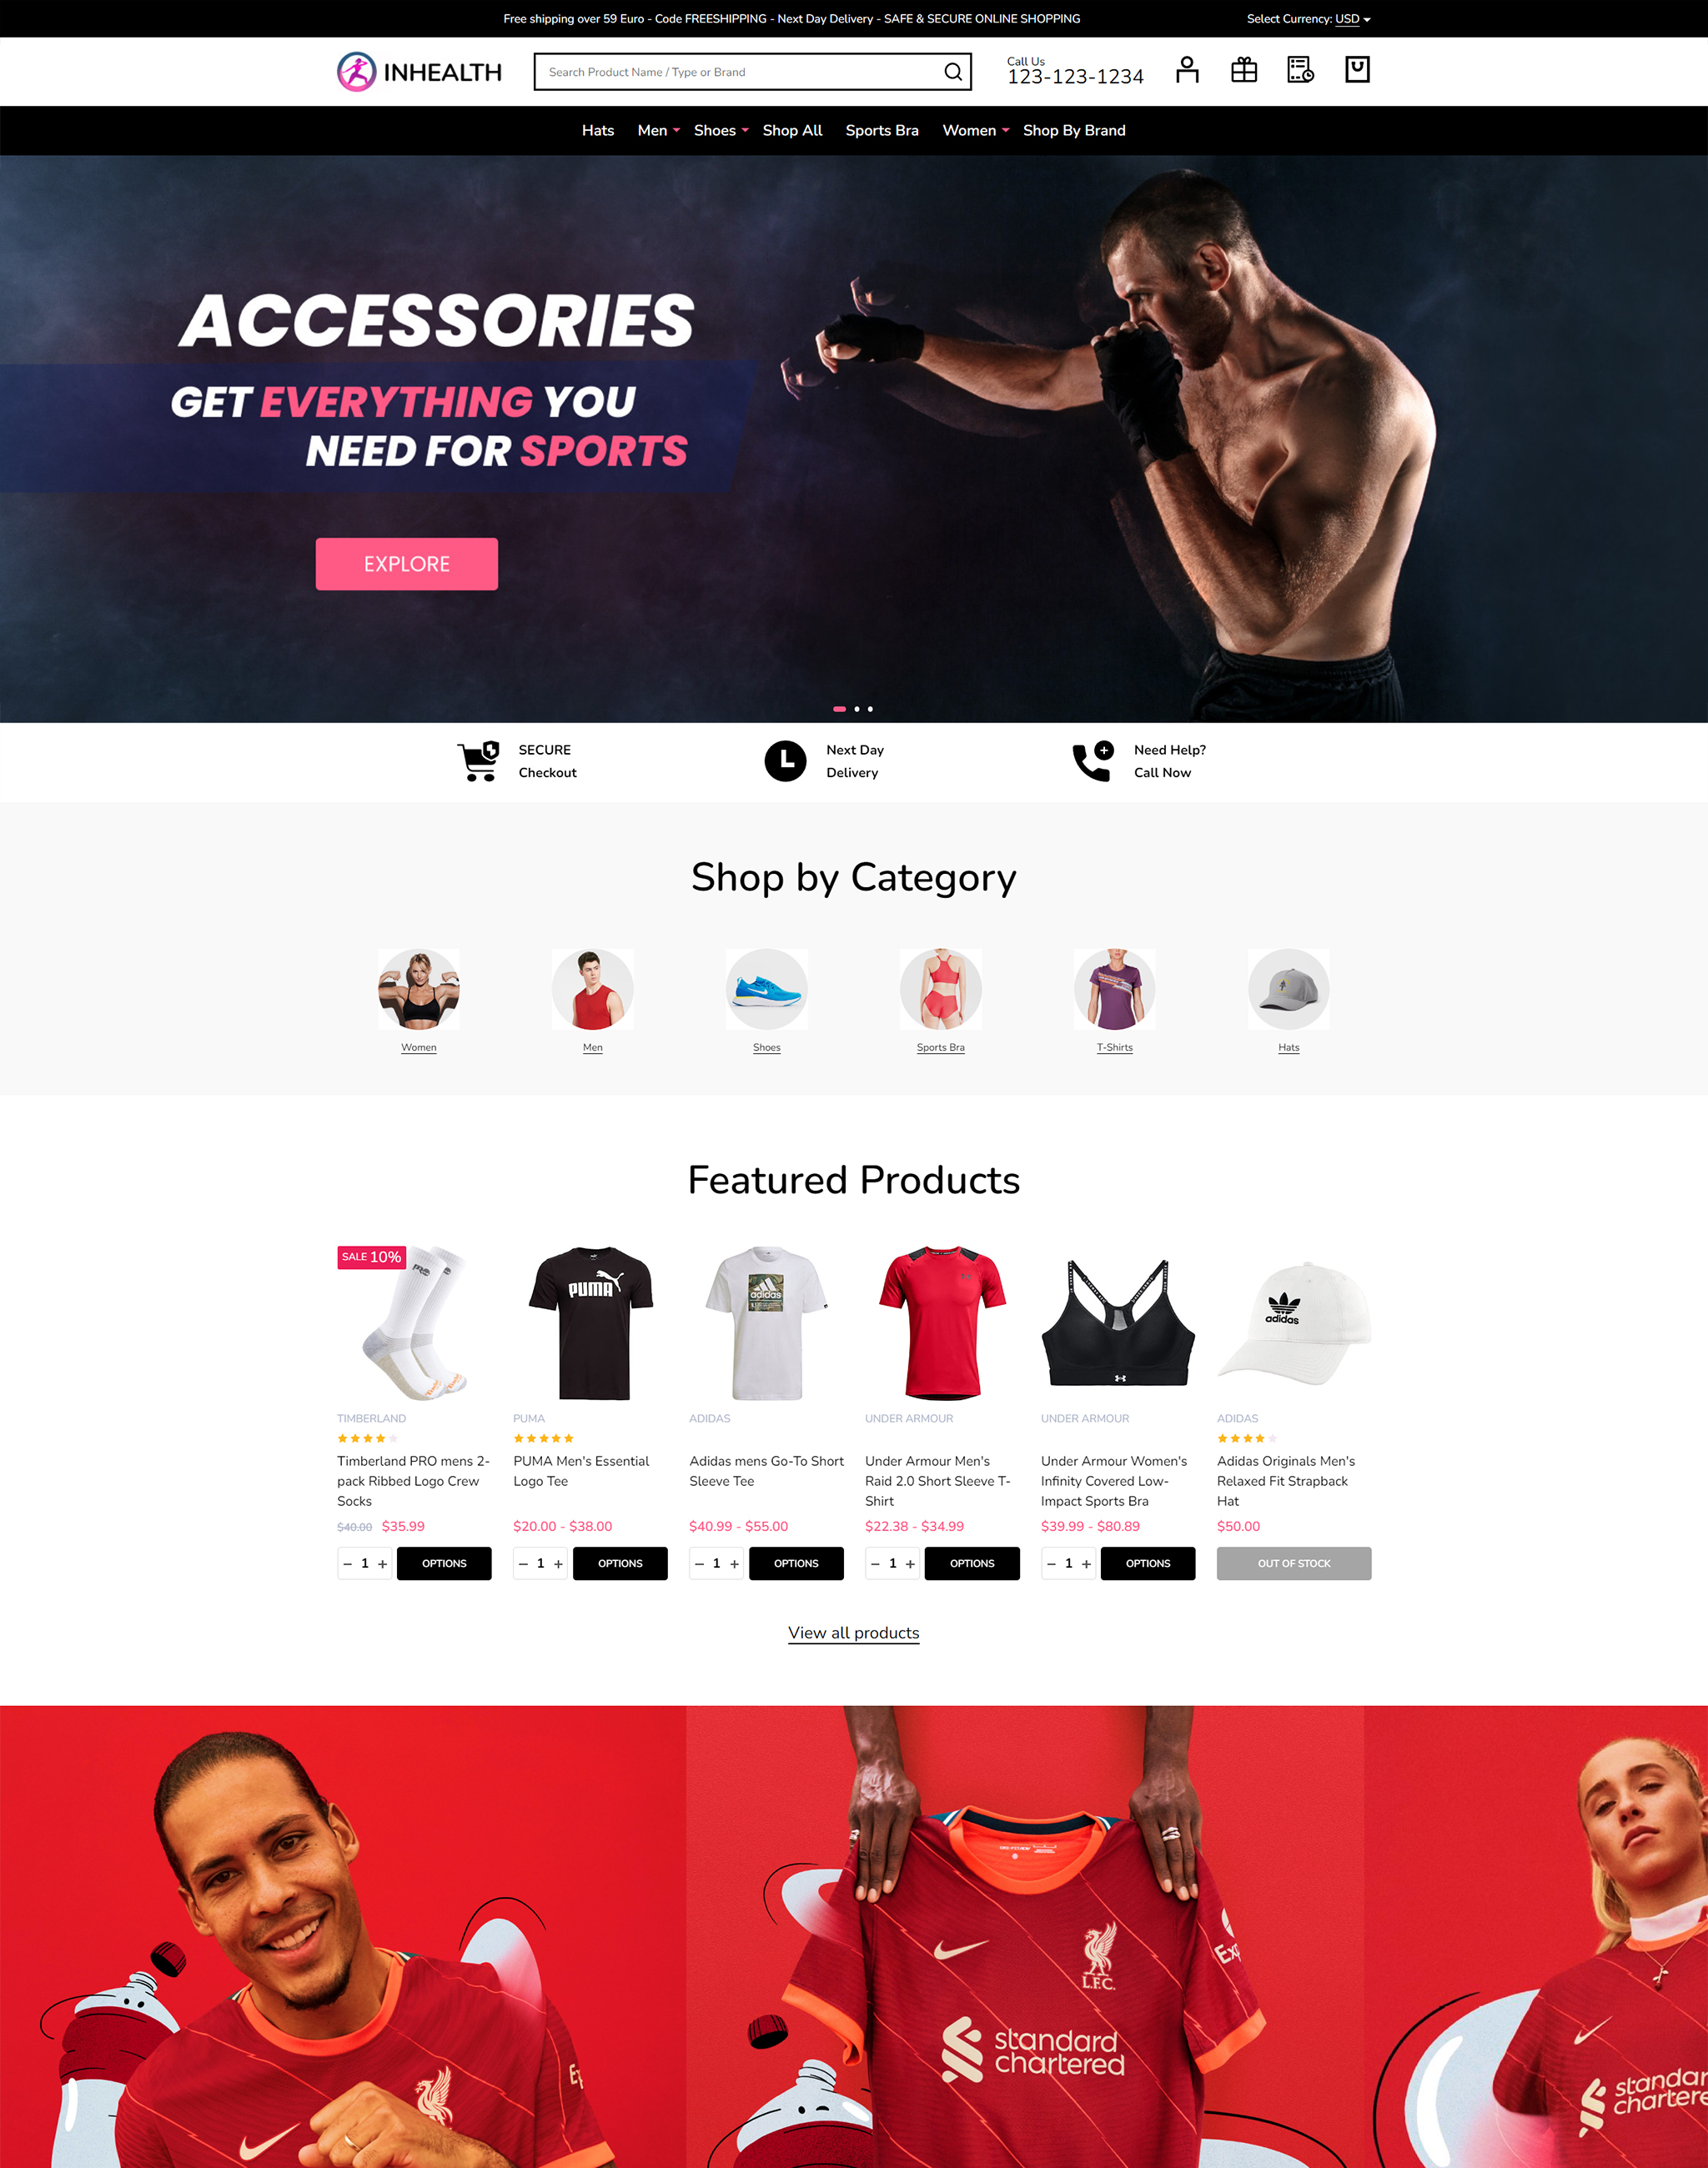 Free shipping over 59 Euro - Code FREESHIPPING - Next Day Delivery - SAFE & SECURE ONLINE SHOPPING
Select Currency: USD
INHEALTH
Search Product Name / Type or Brand
Call Us
123-123-1234
Hats Men Shoes Shop All Sports Bra Women Shop By Brand
ACCESSORIES
GET EVERYTHING YOU
NEED FOR SPORTS
EXPLORE
SECURE
Checkout
Next Day
Delivery
Need Help?
Call Now
Shop by Category
Women
Men
Shoes
Sports Bra
T-Shirts
Hats
Featured Products
SALE 10%
PUMA
adidas
adidas
TIMBERLAND
Timberland PRO mens 2-
pack Ribbed Logo Crew
Socks
$40.00 $35.99
- 1 +
OPTIONS
PUMA
PUMA Men's Essential
Logo Tee
$20.00 - $38.00
- 1 +
OPTIONS
ADIDAS
Adidas mens Go-To Short
Sleeve Tee
$40.99 - $55.00
- 1 +
OPTIONS
UNDER ARMOUR
Under Armour Men's
Raid 2.0 Short Sleeve T-
Shirt
$22.38 - $34.99
- 1 +
OPTIONS
UNDER ARMOUR
Under Armour Women's
Infinity Covered Low-
Impact Sports Bra
$39.99 - $80.89
- 1 +
OPTIONS
ADIDAS
Adidas Originals Men's
Relaxed Fit Strapback
Hat
$50.00
OUT OF STOCK
View all products
L.F.C.
standard
chartered
standar
chartere